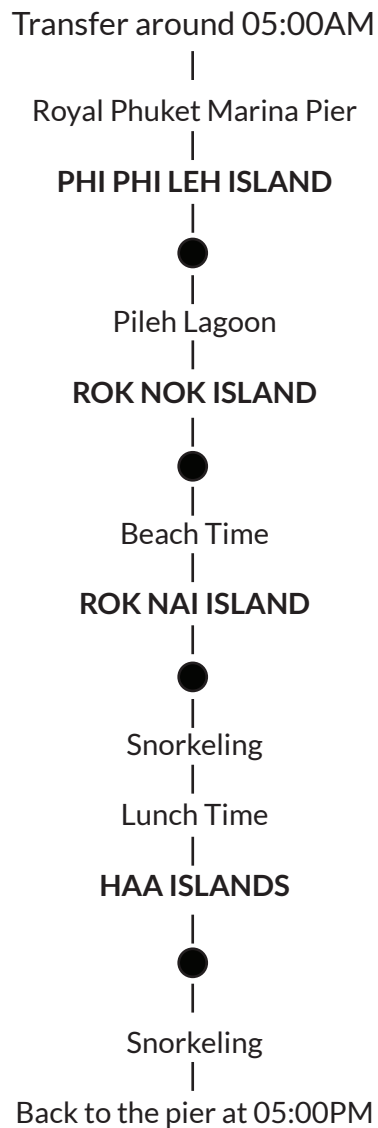 Transfer around 05:00AM
Royal Phuket Marina Pier
PHI PHI LEH ISLAND
Pileh Lagoon
ROK NOK ISLAND
Beach Time
ROK NAI ISLAND
Snorkeling
Lunch Time
HAA ISLANDS
Snorkeling
Back to the pier at 05:00PM